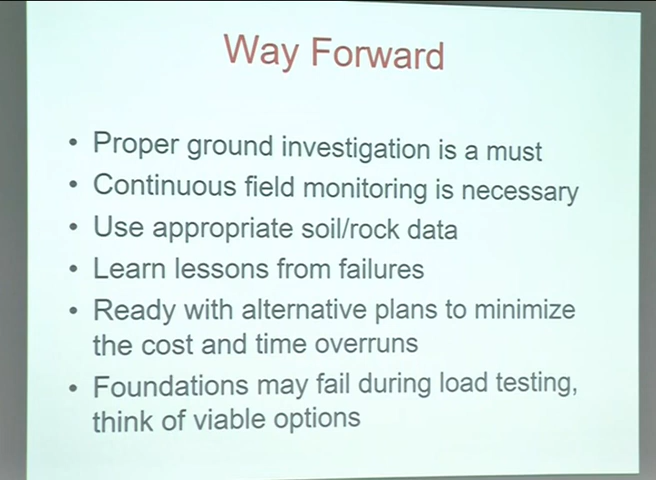 Way Forward
• Proper ground investigation is a must
• Continuous field monitoring is necessary
• Use appropriate soil/rock data
• Learn lessons from failures
• Ready with alternative plans to minimize
the cost and time overruns
• Foundations may fail during load testing,
think of viable options